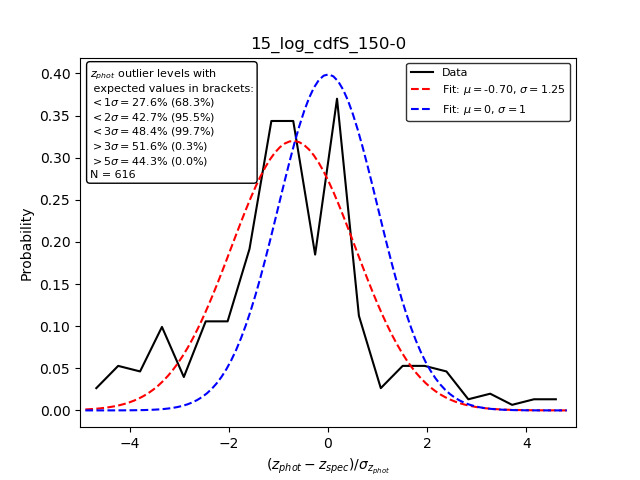 15_log_cdfS_150-0
z_phot outlier levels with
expected values in brackets:
<1σ = 27.6% (68.3%)
<2σ = 42.7% (95.5%)
<3σ = 48.4% (99.7%)
>3σ = 51.6% (0.3%)
>5σ = 44.3% (0.0%)
N = 616
Data
Fit: μ = -0.70, σ = 1.25
Fit: μ = 0, σ = 1
0.40
0.35
0.30
0.25
0.20
0.15
0.10
0.05
0.00
Probability
−4 −2 0 2 4
(z_phot − z_spec)/σ_z_phot